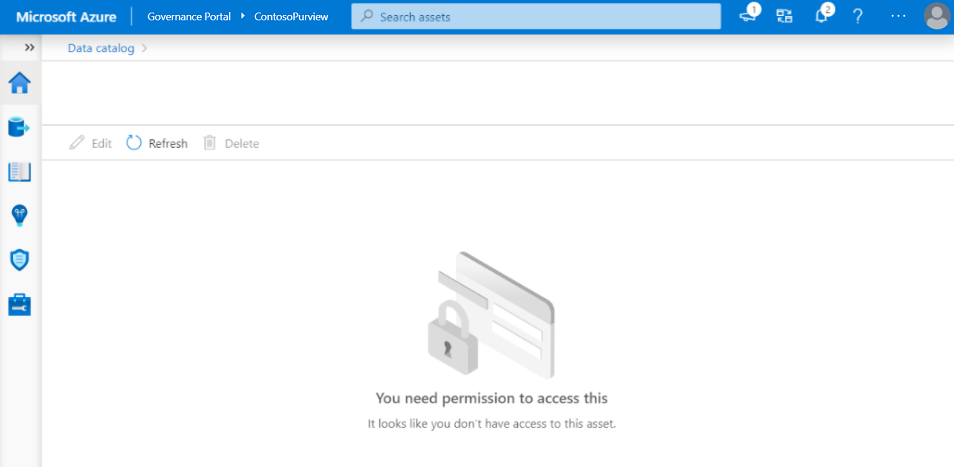 Microsoft Azure Governance Portal ContosoPurview Search assets 1 2
Data catalog
Edit Refresh Delete
You need permission to access this
It looks like you don't have access to this asset.